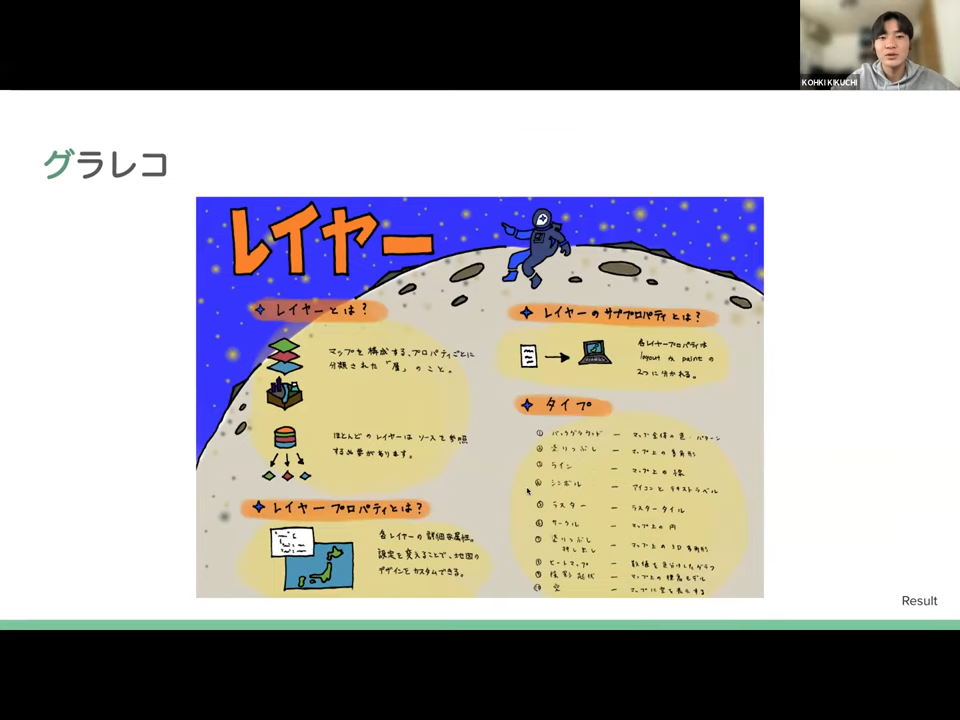 KOHKI KIKUCHI
グラレコ
レイヤー
レイヤーとは?
マップを構成する、プロパティごとに
分類された「層」のこと。
ほとんどのレイヤーはソースを参照
する必要があります。
レイヤープロパティとは?
各レイヤーの詳細な属性。
設定を変えることで、地図の
デザインをカスタムできる。
レイヤーのサブプロパティとは?
各レイヤープロパティは
layout か paint の
2つに分かれる。
タイプ
① バックグラウンド ー マップ全体の色・パターン
② 塗りつぶし ー マップ上の多角形
③ ライン ー マップ上の線
④ シンボル ー アイコンとテキストラベル
⑤ ラスター ー ラスタータイル
⑥ サークル ー マップ上の円
⑦ 塗りつぶし
押し出し ー マップ上の3D多角形
⑧ ヒートマップ ー 数値を色分けしたグラフ
⑨ 陰影起伏 ー マップ上の標高モデル
⑩ 空 ー マップに空を表示する
Result